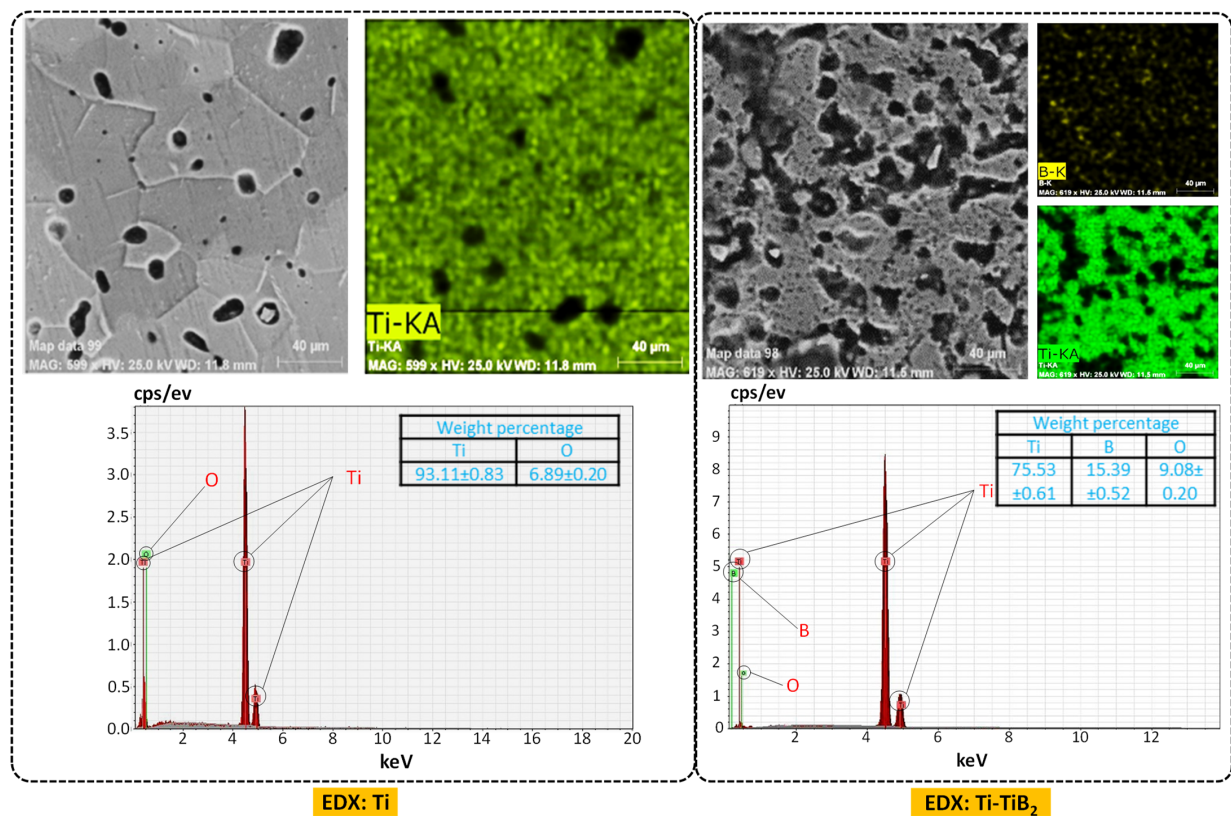 Map data 99
MAG: 599 x HV: 25.0 kV WD: 11.8 mm
40 µm
Ti-KA
Ti-KA
MAG: 599 x HV: 25.0 kV WD: 11.8 mm
40 µm
cps/ev
3.5
3.0
2.5
2.0
1.5
1.0
0.5
0.0
2 4 6 8 10 12 14 16 18 20
keV
O
Ti
O
Ti
Ti
Ti
Weight percentage
Ti O
93.11±0.83 6.89±0.20
EDX: Ti
Map data 98
MAG: 619 x HV: 25.0 kV WD: 11.5 mm
40 µm
B-K
B-K
MAG: 619 x HV: 25.0 kV WD: 11.5 mm
40 µm
Ti-KA
Ti-KA
MAG: 619 x HV: 25.0 kV WD: 11.5 mm
40 µm
cps/ev
9
8
7
6
5
4
3
2
1
0
2 4 6 8 10 12
keV
Ti
B
O
Ti
B
O
Ti
Ti
Weight percentage
Ti B O
75.53 15.39 9.08±
±0.61 ±0.52 0.20
EDX: Ti-TiB₂